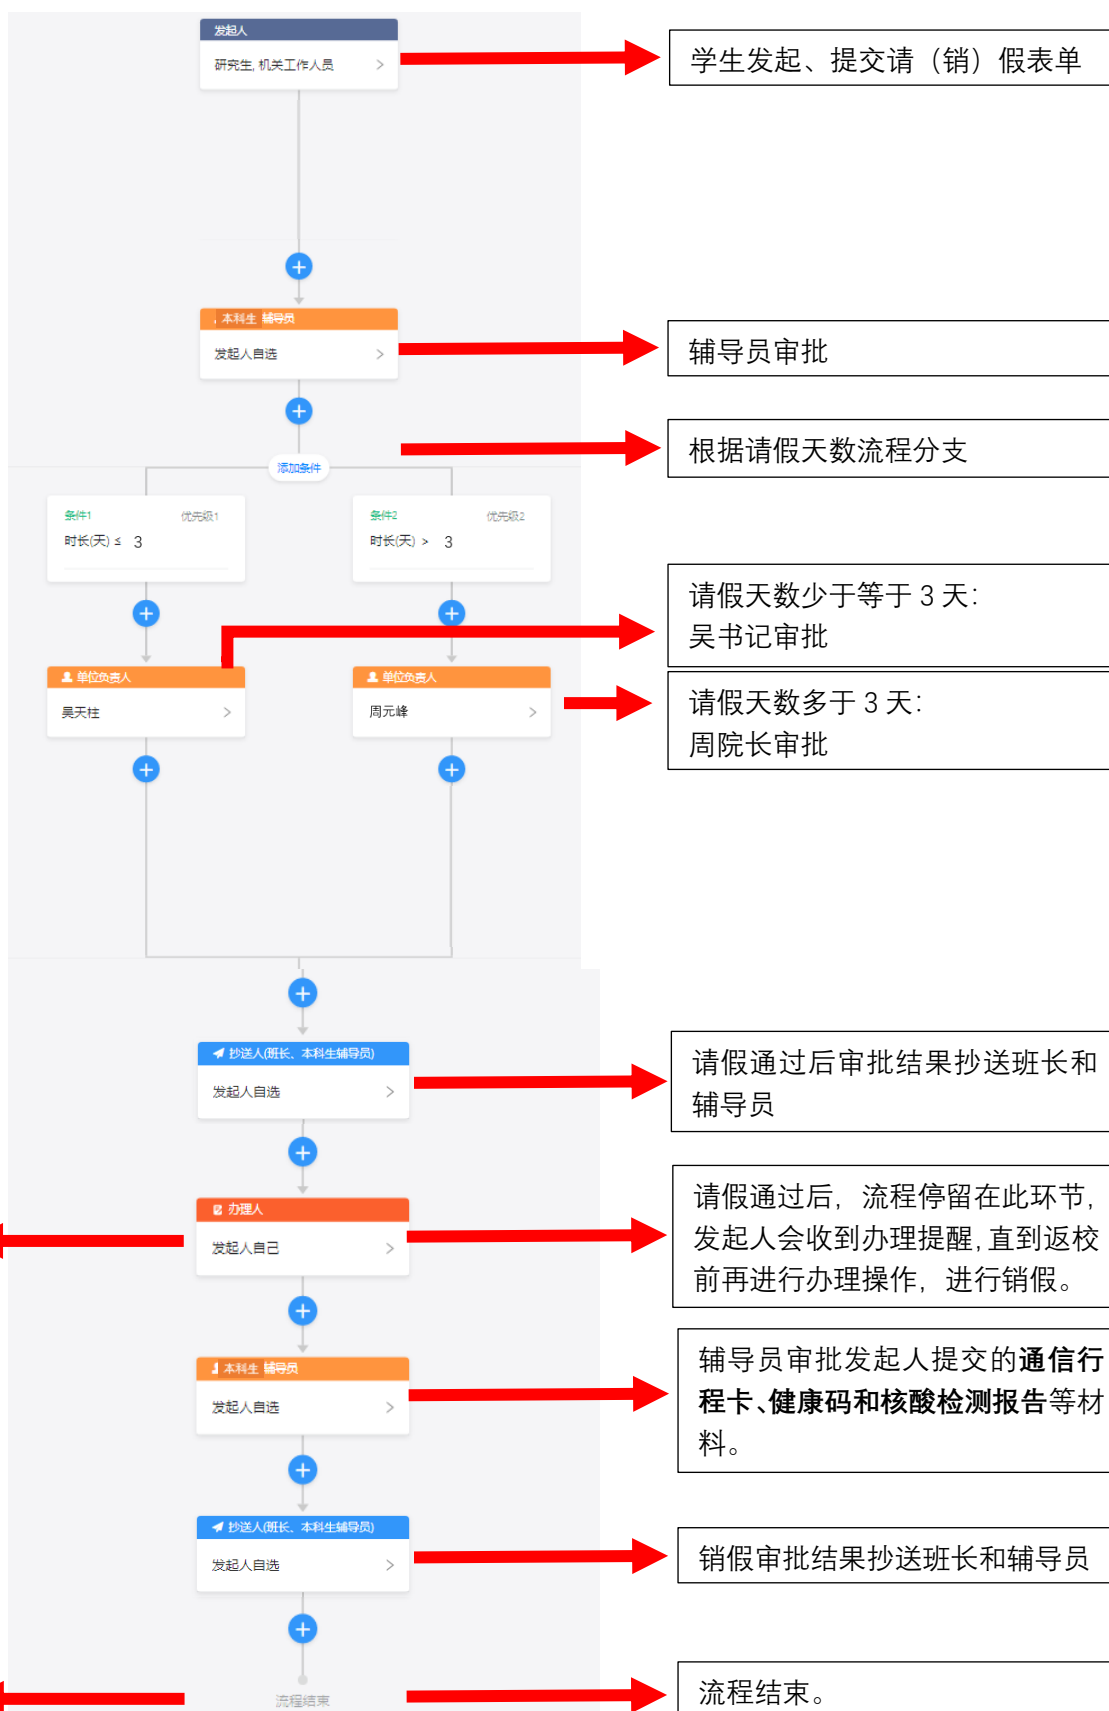 发起人
研究生, 机关工作人员
学生发起、提交请（销）假表单
本科生 辅导员
发起人自选
辅导员审批
根据请假天数流程分支
添加条件
条件1 优先级1
时长(天) ≤ 3
条件2 优先级2
时长(天) > 3
请假天数少于等于 3 天：
吴书记审批
单位负责人
吴天柱
单位负责人
周元峰
请假天数多于 3 天：
周院长审批
抄送人(班长、本科生辅导员)
发起人自选
请假通过后审批结果抄送班长和
辅导员
办理人
发起人自己
请假通过后，流程停留在此环节，
发起人会收到办理提醒，直到返校
前再进行办理操作，进行销假。
本科生 辅导员
发起人自选
辅导员审批发起人提交的通信行
程卡、健康码和核酸检测报告等材
料。
抄送人(班长、本科生辅导员)
发起人自选
销假审批结果抄送班长和辅导员
流程结束
流程结束。